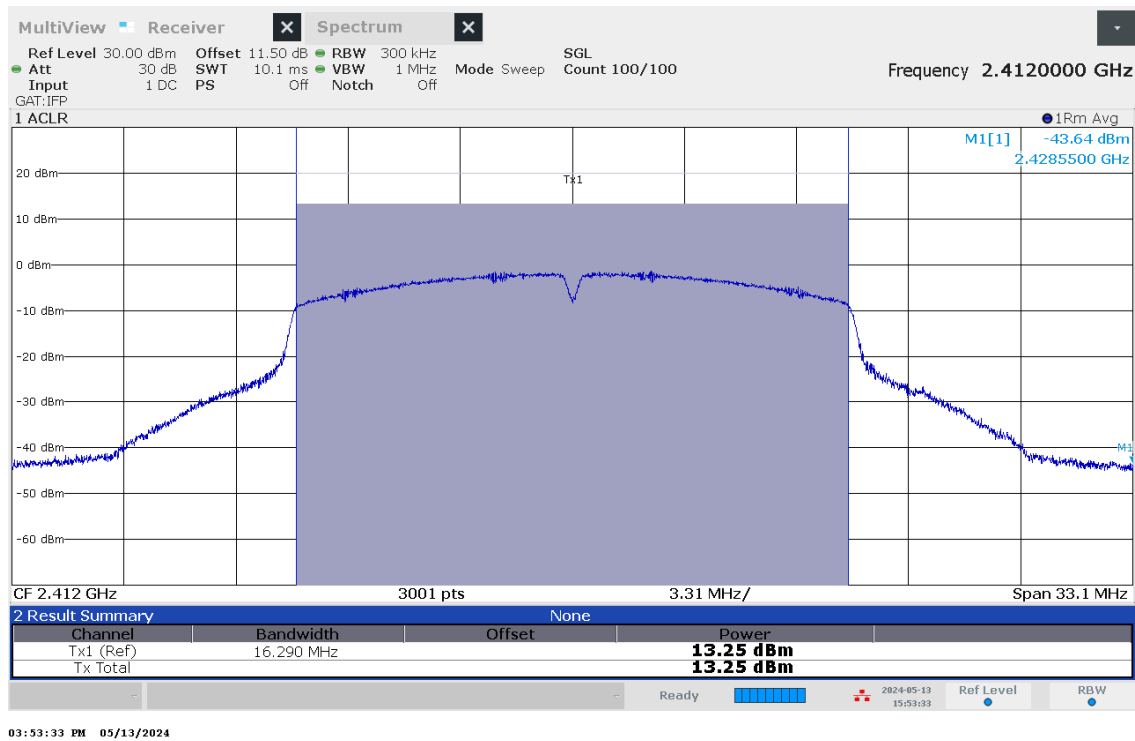 MultiView Receiver X Spectrum X
Ref Level 30.00 dBm Offset 11.50 dB RBW 300 kHz SGL
Att 30 dB SWT 10.1 ms VBW 1 MHz Mode Sweep Count 100/100 Frequency 2.4120000 GHz
Input 1 DC PS Off Notch Off
GAT:IFP
1 ACLR 1Rm Avg
M1[1] -43.64 dBm
2.4285500 GHz
20 dBm
Tx1
10 dBm
0 dBm
-10 dBm
-20 dBm
-30 dBm
-40 dBm
M1
-50 dBm
-60 dBm
CF 2.412 GHz 3001 pts 3.31 MHz/ Span 33.1 MHz
2 Result Summary None
Channel Bandwidth Offset Power
Tx1 (Ref) 16.290 MHz 13.25 dBm
Tx Total 13.25 dBm
Ready 2024-05-13 Ref Level RBW
15:53:33
03:53:33 PM 05/13/2024